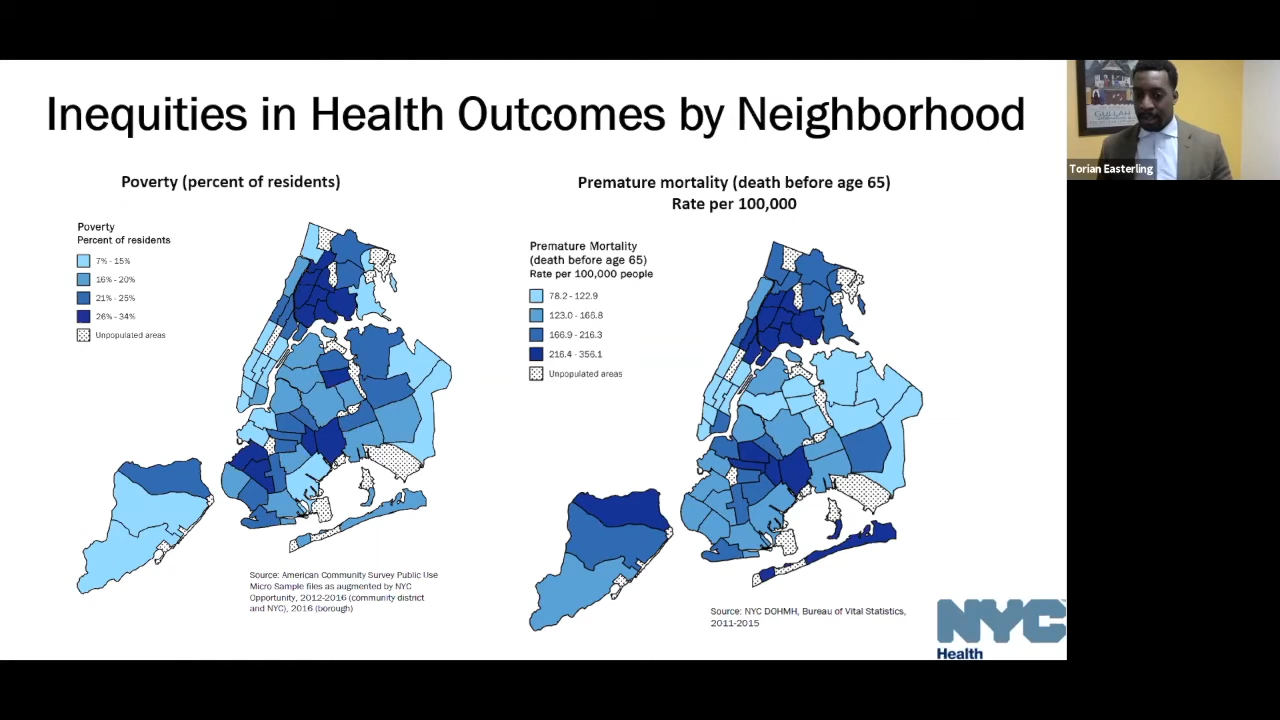 Inequities in Health Outcomes by Neighborhood
Poverty (percent of residents)
Poverty
Percent of residents
7% - 15%
16% - 20%
21% - 25%
26% - 34%
Unpopulated areas
Source: American Community Survey Public Use
Micro Sample files as augmented by NYC
Opportunity, 2012-2016 (community district
and NYC), 2016 (borough)
Premature mortality (death before age 65)
Rate per 100,000
Premature Mortality
(death before age 65)
Rate per 100,000 people
78.2 - 122.9
123.0 - 166.8
166.9 - 216.3
216.4 - 356.1
Unpopulated areas
Source: NYC DOHMH, Bureau of Vital Statistics,
2011-2015
NYC
Health
GULLAH
Torian Easterling